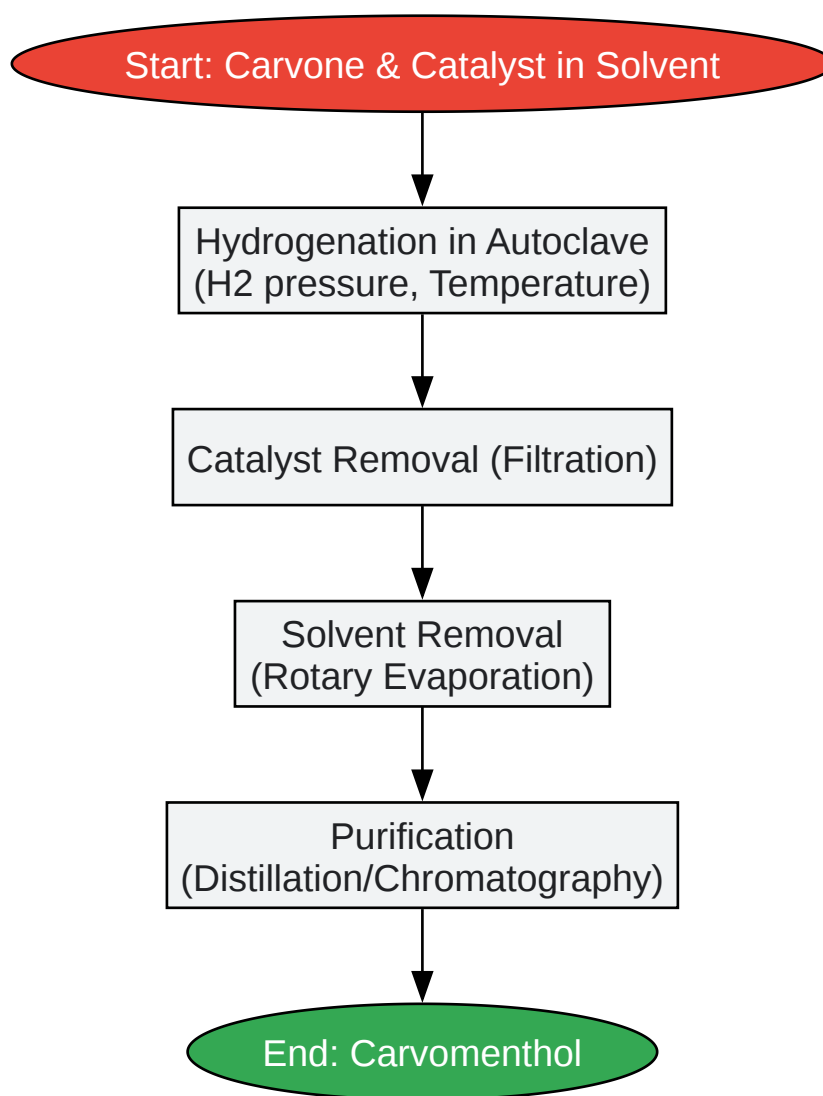 Start: Carvone & Catalyst in Solvent
Hydrogenation in Autoclave
(H2 pressure, Temperature)
Catalyst Removal (Filtration)
Solvent Removal
(Rotary Evaporation)
Purification
(Distillation/Chromatography)
End: Carvomenthol